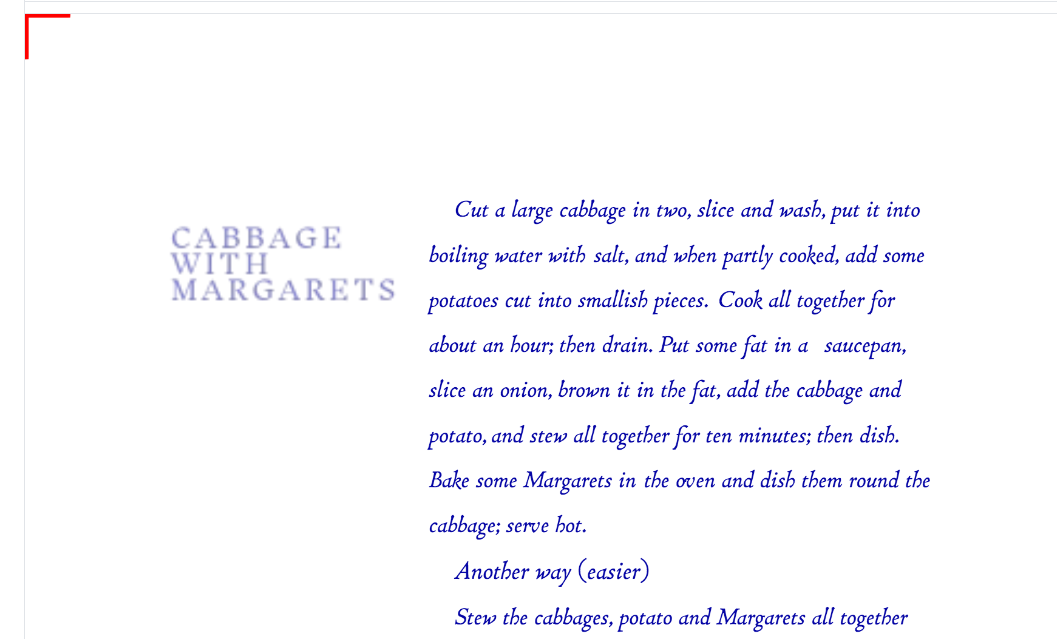 CABBAGE
WITH
MARGARETS
Cut a large cabbage in two, slice and wash, put it into
boiling water with salt, and when partly cooked, add some
potatoes cut into smallish pieces. Cook all together for
about an hour; then drain. Put some fat in a saucepan,
slice an onion, brown it in the fat, add the cabbage and
potato, and stew all together for ten minutes; then dish.
Bake some Margarets in the oven and dish them round the
cabbage; serve hot.
Another way (easier)
Stew the cabbages, potato and Margarets all together